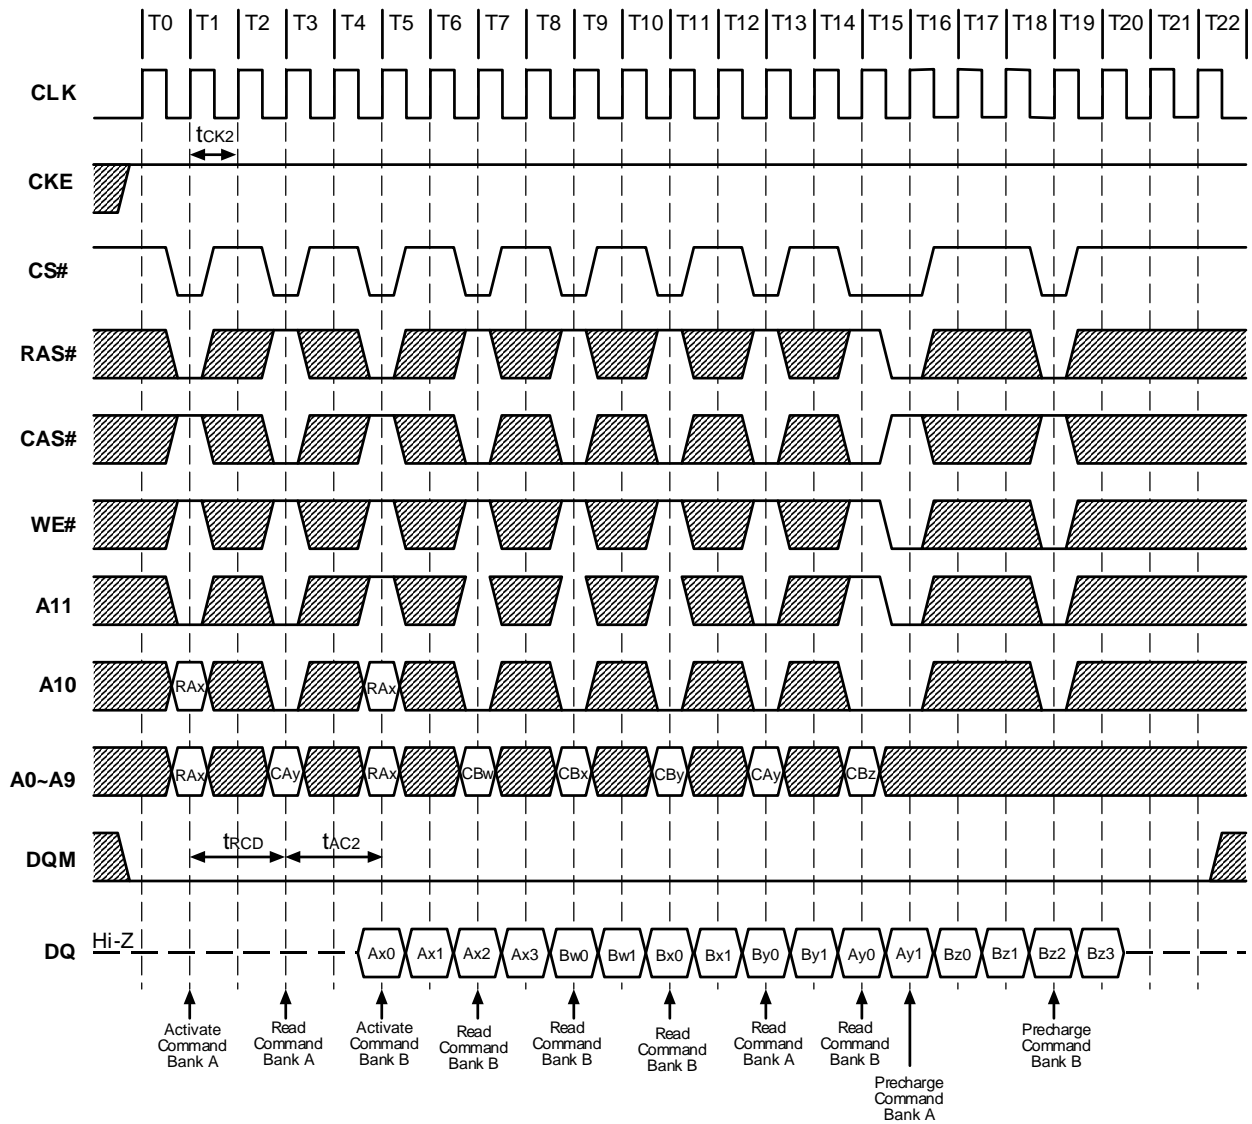 T0 T1 T2 T3 T4 T5 T6 T7 T8 T9 T10 T11 T12 T13 T14 T15 T16 T17 T18 T19 T20 T21 T22
CLK
tCK2
CKE
CS#
RAS#
CAS#
WE#
A11
A10 RAx RAx
A0~A9 RAx CAy RAx CBw CBx CBy CAy CBz
tRCD tAC2
DQM
DQ Hi-Z Ax0 Ax1 Ax2 Ax3 Bw0 Bw1 Bx0 Bx1 By0 By1 Ay0 Ay1 Bz0 Bz1 Bz2 Bz3
Activate
Command
Bank A
Read
Command
Bank A
Activate
Command
Bank B
Read
Command
Bank B
Read
Command
Bank B
Read
Command
Bank B
Read
Command
Bank A
Read
Command
Bank B
Precharge
Command
Bank A
Precharge
Command
Bank B